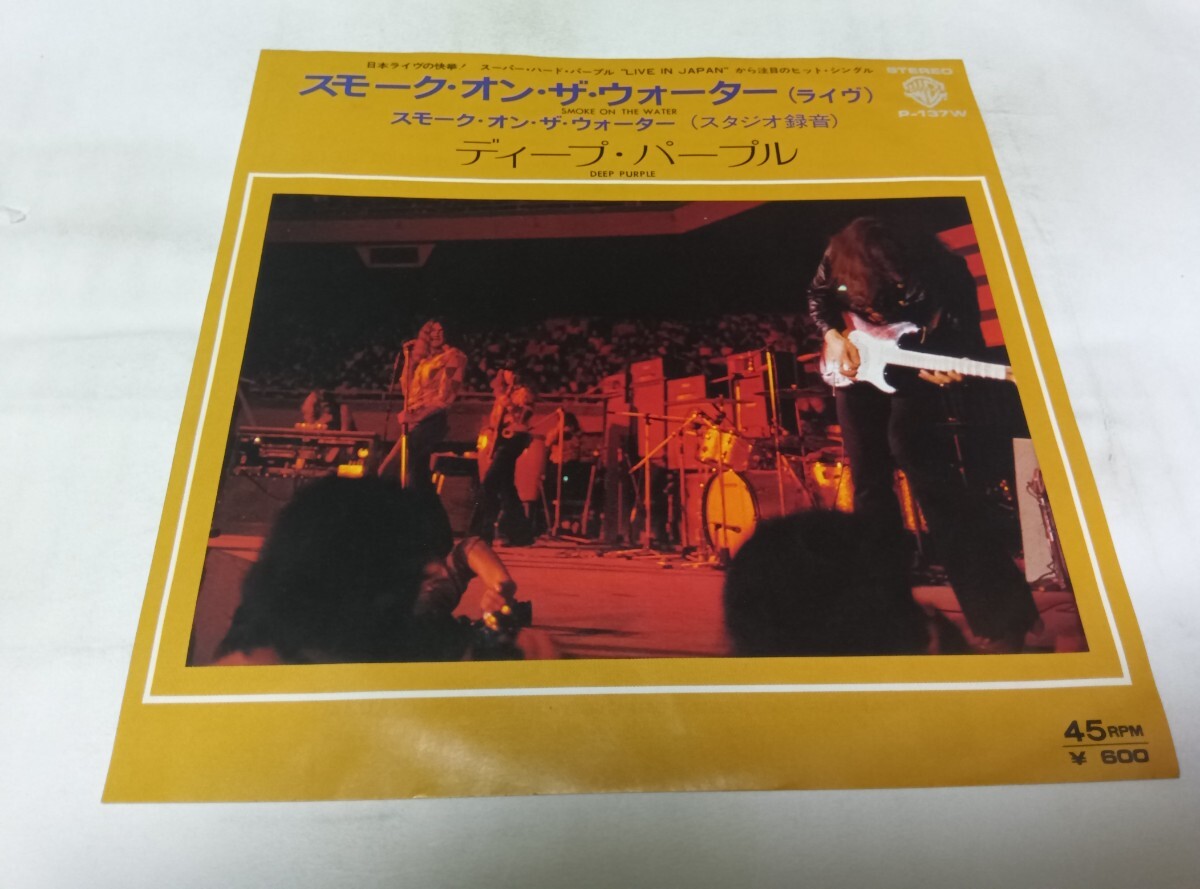 日本ライヴの快挙! スーパー・ハード・パープル "LIVE IN JAPAN" から注目のヒット・シングル
STEREO
スモーク・オン・ザ・ウォーター (ライヴ)
SMOKE ON THE WATER
P-137W
スモーク・オン・ザ・ウォーター (スタジオ録音)
ディープ・パープル
DEEP PURPLE
45 RPM
¥ 600